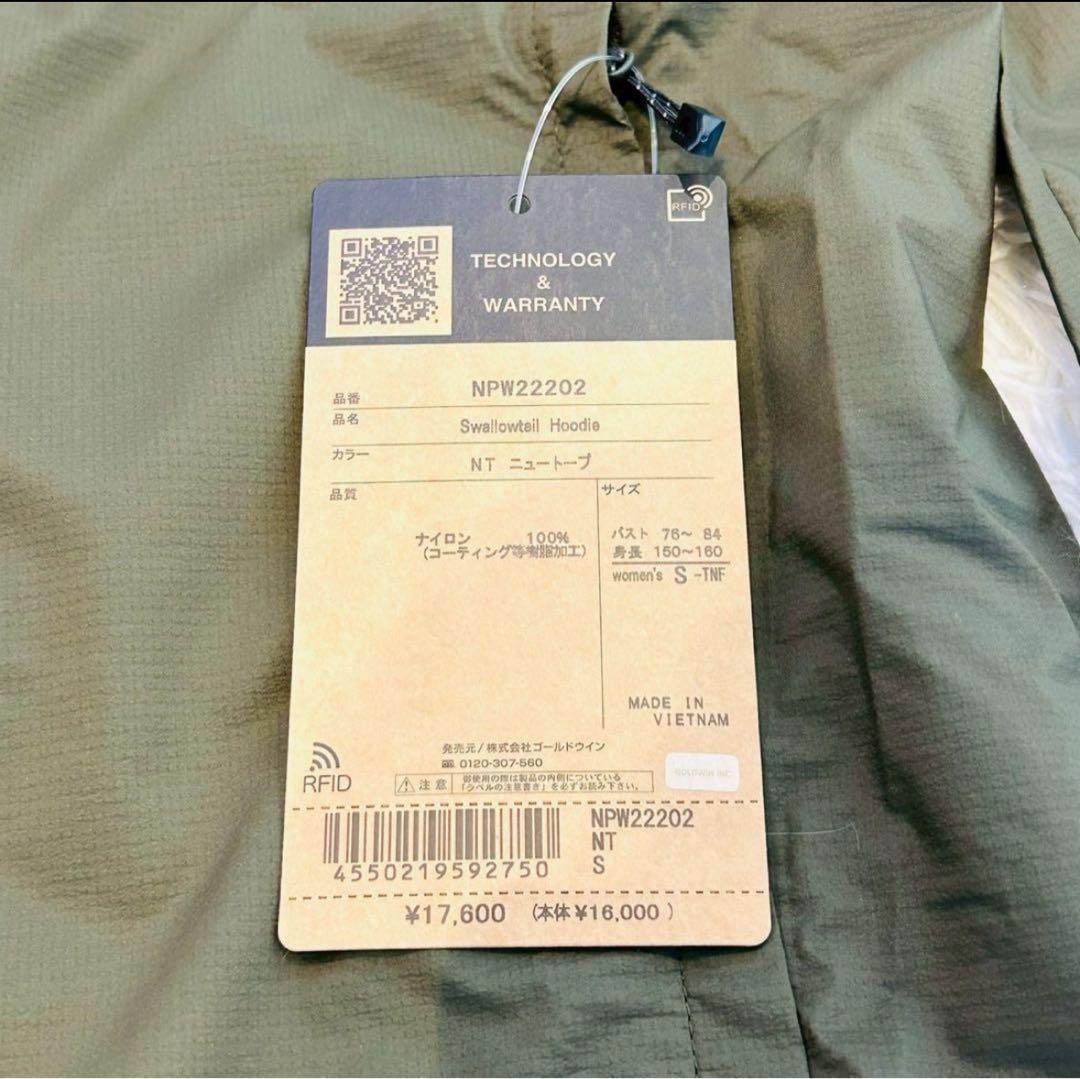 RFID
TECHNOLOGY
&
WARRANTY
品番 NPW22202
品名 Swallowtail Hoodie
カラー NT ニュートープ
品質
ナイロン 100%
(コーティング等樹脂加工)
サイズ
バスト 76~ 84
身長 150~160
women's S -TNF
MADE IN
VIETNAM
発売元/株式会社ゴールドウイン
0120-307-560
RFID
注意
御使用の際は製品の内側についている
「ラベルの注意書き」を必ずお読み下さい。
GOLDWIN INC.
4550219592750
NPW22202
NT
S
¥17,600 (本体¥16,000 )